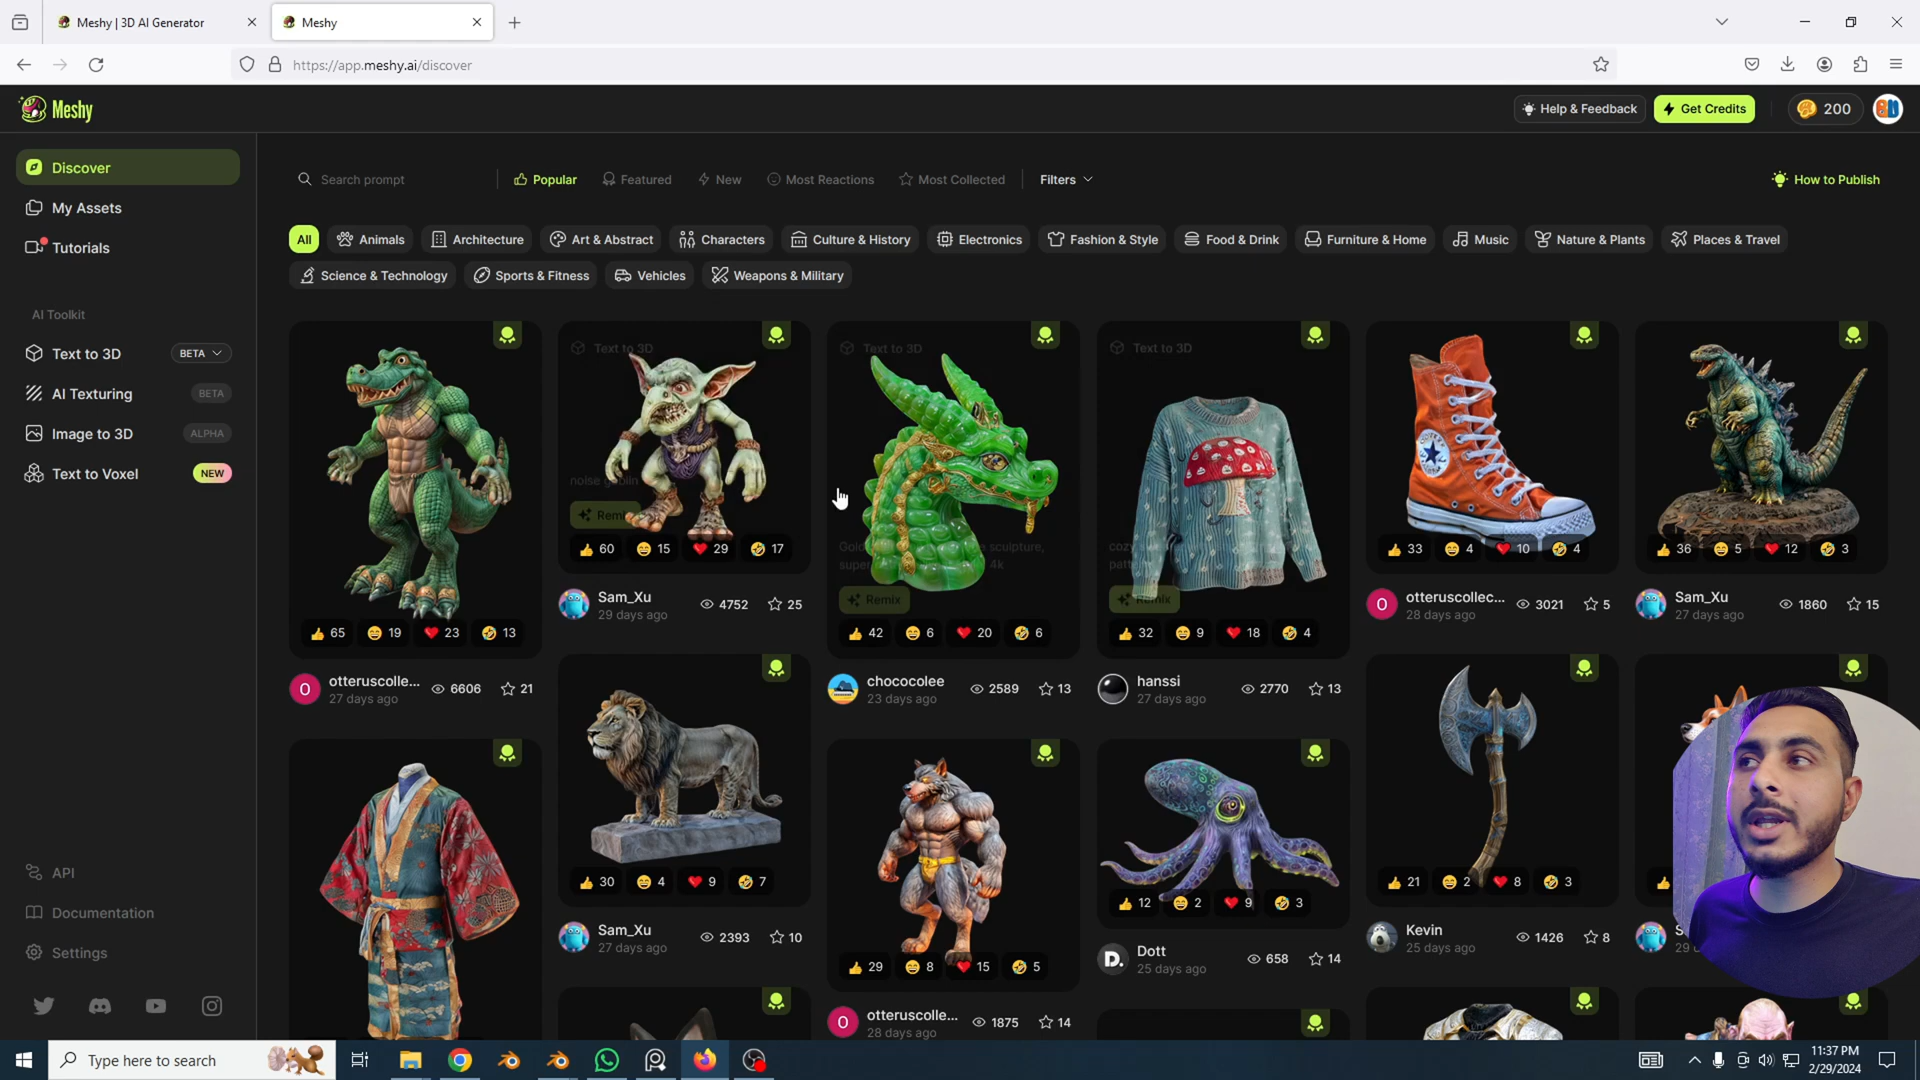 Meshy | 3D AI Generator
Meshy
https://app.meshy.ai/discover
Meshy
Help & Feedback
Get Credits
200
Discover
My Assets
Tutorials
AI Toolkit
Text to 3D BETA
AI Texturing BETA
Image to 3D ALPHA
Text to Voxel NEW
API
Documentation
Settings
Search prompt
Popular
Featured
New
Most Reactions
Most Collected
Filters
How to Publish
All
Animals
Architecture
Art & Abstract
Characters
Culture & History
Electronics
Fashion & Style
Food & Drink
Furniture & Home
Music
Nature & Plants
Places & Travel
Science & Technology
Sports & Fitness
Vehicles
Weapons & Military
65 19 23 13
otteruscolle... 6606 21
27 days ago
Text to 3D
noise goblin
Remix
60 15 29 17
Sam_Xu 4752 25
29 days ago
Text to 3D
sculpture,
4k
Remix
42 6 20 6
chococolee 2589 13
23 days ago
Text to 3D
cozy
Remix
32 9 18 4
hanssi 2770 13
27 days ago
33 4 10 4
otteruscollec... 3021 5
28 days ago
36 5 12 3
Sam_Xu 1860 15
27 days ago
30 4 9 7
Sam_Xu 2393 10
27 days ago
29 8 15 5
otteruscolle... 1875 14
28 days ago
12 2 9 3
D. Dott 658 14
25 days ago
21 2 8 3
Kevin 1426 8
25 days ago
Type here to search
11:37 PM
2/29/2024